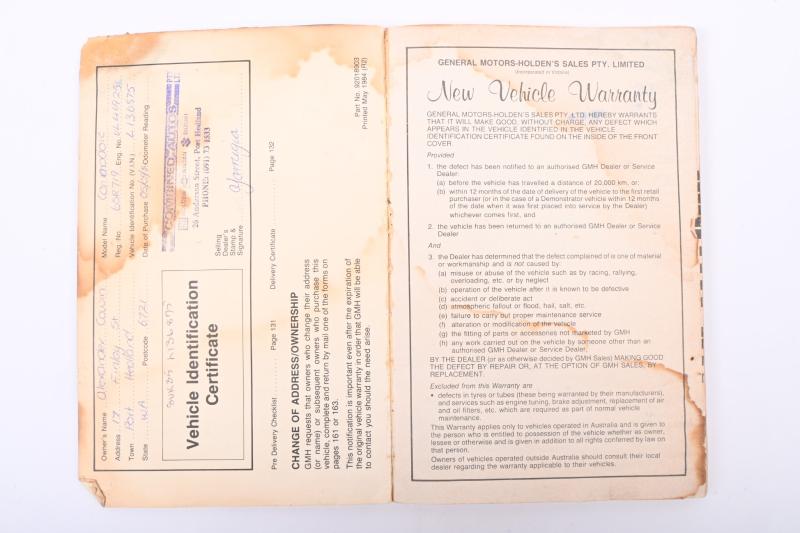 Owner's Name Alexander Cowin Model Name
Address 17 Finlay St Reg. No. Eng. No.
Town Port Hedland Vehicle Identification No. (V.I.N.)
State WA Postcode 6721 Date of Purchase Odometer Reading
Vehicle Identification
Certificate
COMBINED AUTOS
26 Anderson Street, Port Hedland
PHONE (091) 73 1533
Selling
Dealer's
Stamp &
Signature
Pre Delivery Checklist Page 131 Delivery Certificate Page 132
CHANGE OF ADDRESS/OWNERSHIP
GMH requests that owners who change their address
(or name) or subsequent owners who purchase this
vehicle, complete and return by mail one of the forms on
pages 161 or 163.
This notification is important even after the expiration of
the original vehicle warranty in order that GMH will be able
to contact you should the need arise.
Part No. 92018903
Printed May 1984 (R2)
GENERAL MOTORS-HOLDEN'S SALES PTY. LIMITED
(Incorporated in Victoria)
New Vehicle Warranty
GENERAL MOTORS-HOLDEN'S SALES PTY. LTD. HEREBY WARRANTS
THAT IT WILL MAKE GOOD, WITHOUT CHARGE, ANY DEFECT WHICH
APPEARS IN THE VEHICLE IDENTIFIED IN THE VEHICLE
IDENTIFICATION CERTIFICATE FOUND ON THE INSIDE OF THE FRONT
COVER.
Provided
1. the defect has been notified to an authorised GMH Dealer or Service
Dealer:
(a) before the vehicle has travelled a distance of 20,000 km, or;
(b) within 12 months of the date of delivery of the vehicle to the first retail
purchaser (or in the case of a Demonstrator vehicle within 12 months
of the date when it was first placed into service by the Dealer)
whichever comes first, and
2. the vehicle has been returned to an authorised GMH Dealer or Service
Dealer
And
3. the Dealer has determined that the defect complained of is one of material
or workmanship and is not caused by:
(a) misuse or abuse of the vehicle such as by racing, rallying,
overloading, etc. or by neglect
(b) operation of the vehicle after it is known to be defective
(c) accident or deliberate act
(d) atmospheric fallout or flood, hail, salt, etc.
(e) failure to carry out proper maintenance service
(f) alteration or modification of the vehicle
(g) the fitting of parts or accessories not marketed by GMH
(h) any work carried out on the vehicle by someone other than an
authorised GMH Dealer or Service Dealer,
BY THE DEALER (or as otherwise decided by GMH Sales) MAKING GOOD
THE DEFECT BY REPAIR OR, AT THE OPTION OF GMH SALES, BY
REPLACEMENT.
Excluded from this Warranty are
• defects in tyres or tubes (these being warranted by their manufacturers),
and services such as engine tuning, brake adjustment, replacement of air
and oil filters, etc. which are required as part of normal vehicle
maintenance.
This Warranty applies only to vehicles operated in Australia and is given to
the person who is entitled to possession of the vehicle whether as owner,
lessee or otherwise and is given in addition to all rights conferred by law on
that person.
Owners of vehicles operated outside Australia should consult their local
dealer regarding the warranty applicable to their vehicles.